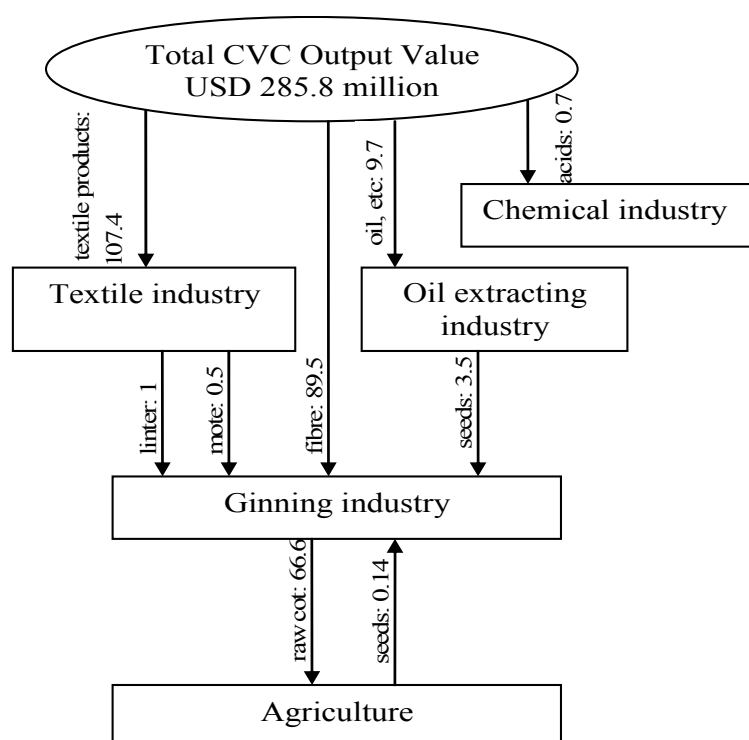 Total CVC Output Value
USD 285.8 million
textile products:
107.4
fibre: 89.5
oil, etc: 9.7
acids: 0.7
Chemical industry
Textile industry
Oil extracting
industry
linter: 1
mote: 0.5
seeds: 3.5
Ginning industry
raw cot: 66.6
seeds: 0.14
Agriculture